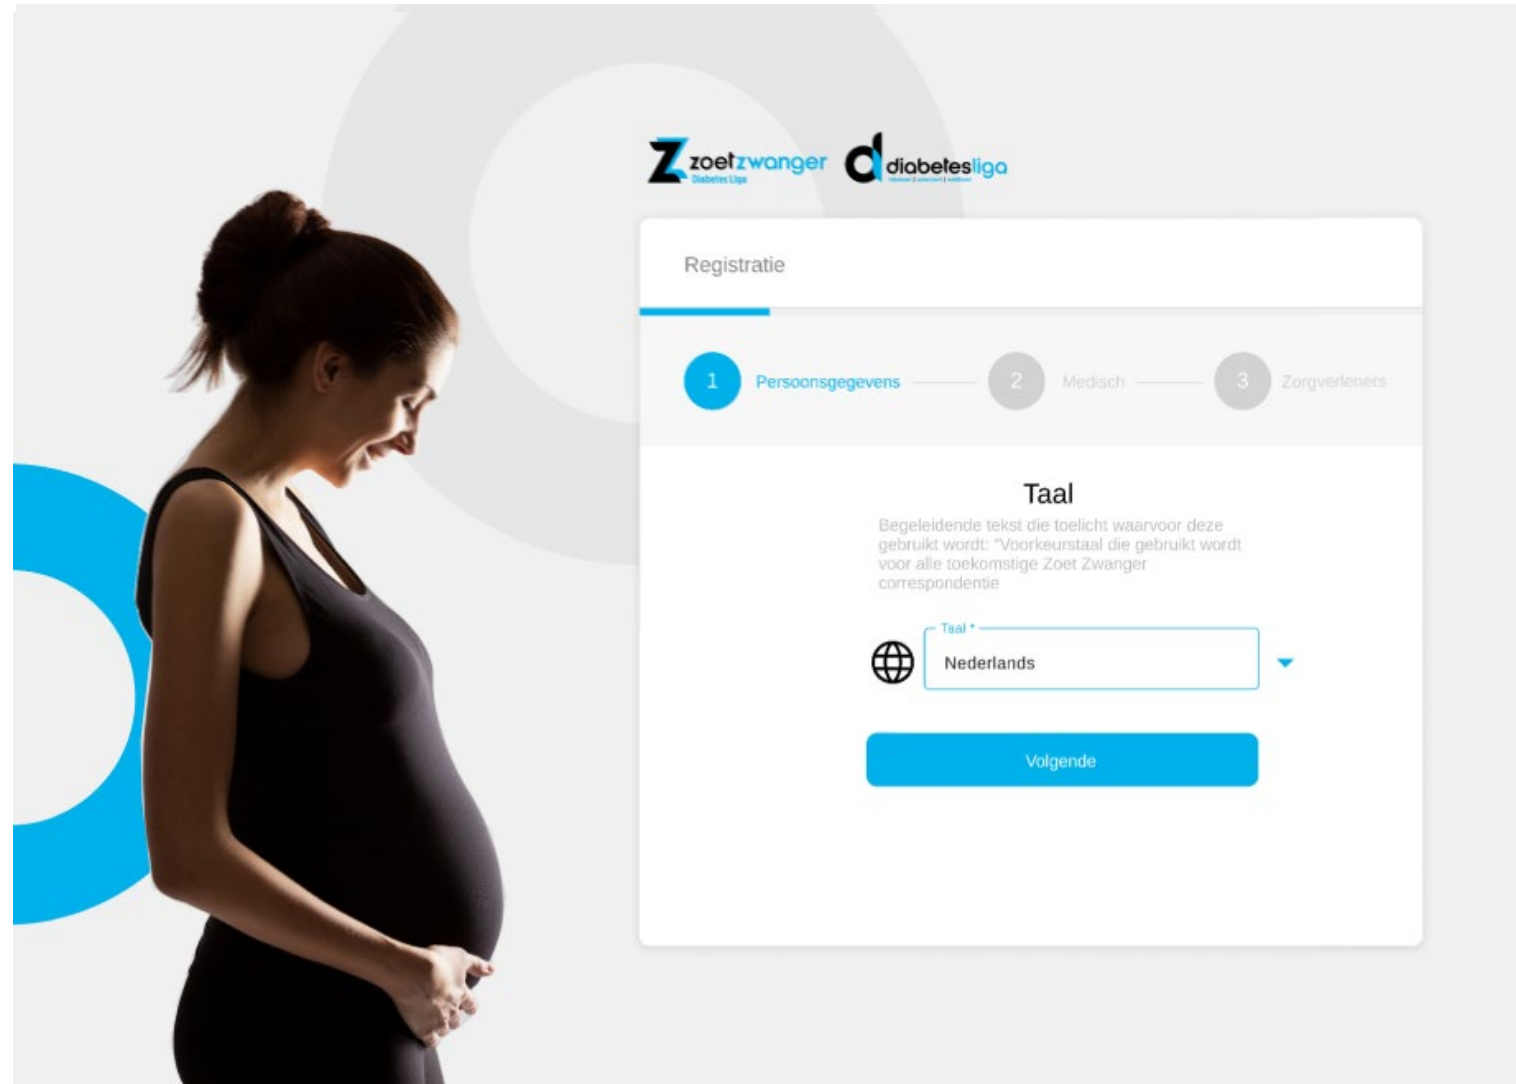 zoetzwanger
Diabetes Liga
diabetesliga
Registratie
1 Persoonsgegevens 2 Medisch 3 Zorgverleners
Taal
Begeleidende tekst die toelicht waarvoor deze
gebruikt wordt: "Voorkeurstaal die gebruikt wordt
voor alle toekomstige Zoet Zwanger
correspondentie
Taal *
Nederlands
Volgende